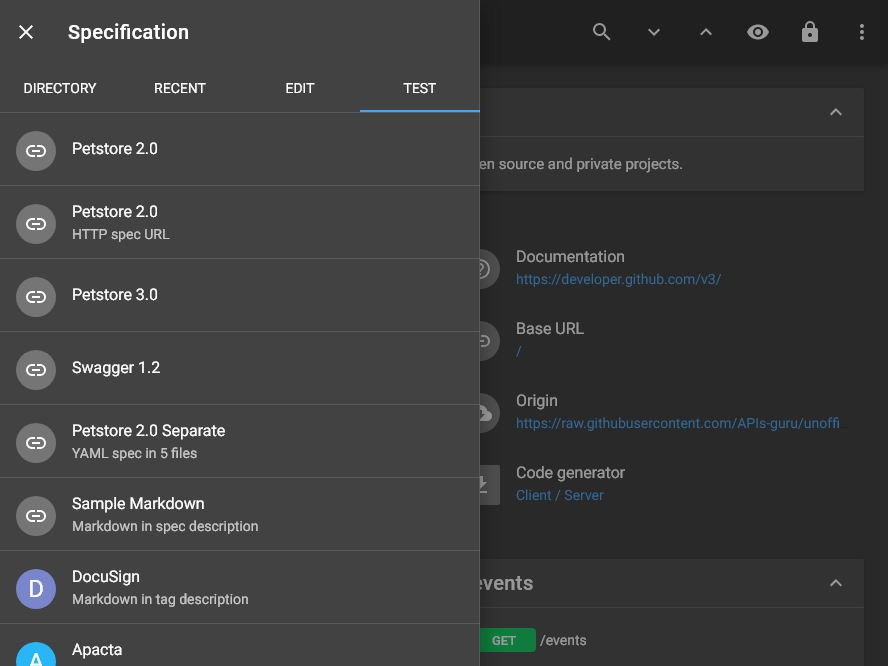 Specification
DIRECTORY
RECENT
EDIT
TEST
Petstore 2.0
Petstore 2.0
HTTP spec URL
Petstore 3.0
Swagger 1.2
Petstore 2.0 Separate
YAML spec in 5 files
Sample Markdown
Markdown in spec description
D
DocuSign
Markdown in tag description
A
Apacta
en source and private projects.
Documentation
https://developer.github.com/v3/
Base URL
/
Origin
https://raw.githubusercontent.com/APIs-guru/unoffi
Code generator
Client / Server
events
GET /events